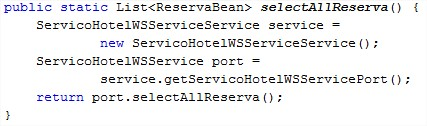 public static List<ReservaBean> selectAllReserva() {
ServicoHotelWSServiceService service =
new ServicoHotelWSServiceService();
ServicoHotelWSService port =
service.getServicoHotelWSServicePort();
return port.selectAllReserva();
}